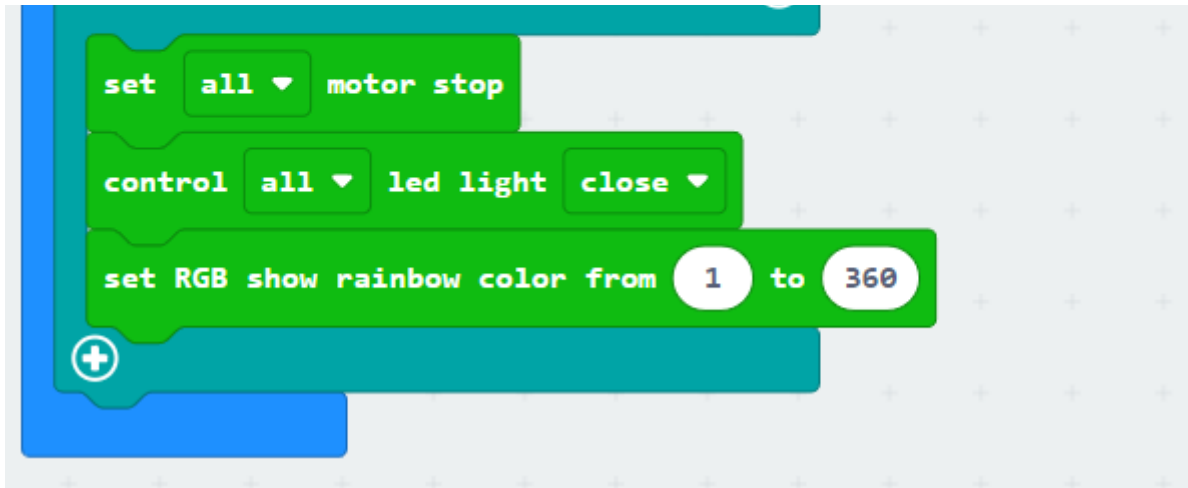 set all motor stop
control all led light close
set RGB show rainbow color from 1 to 360